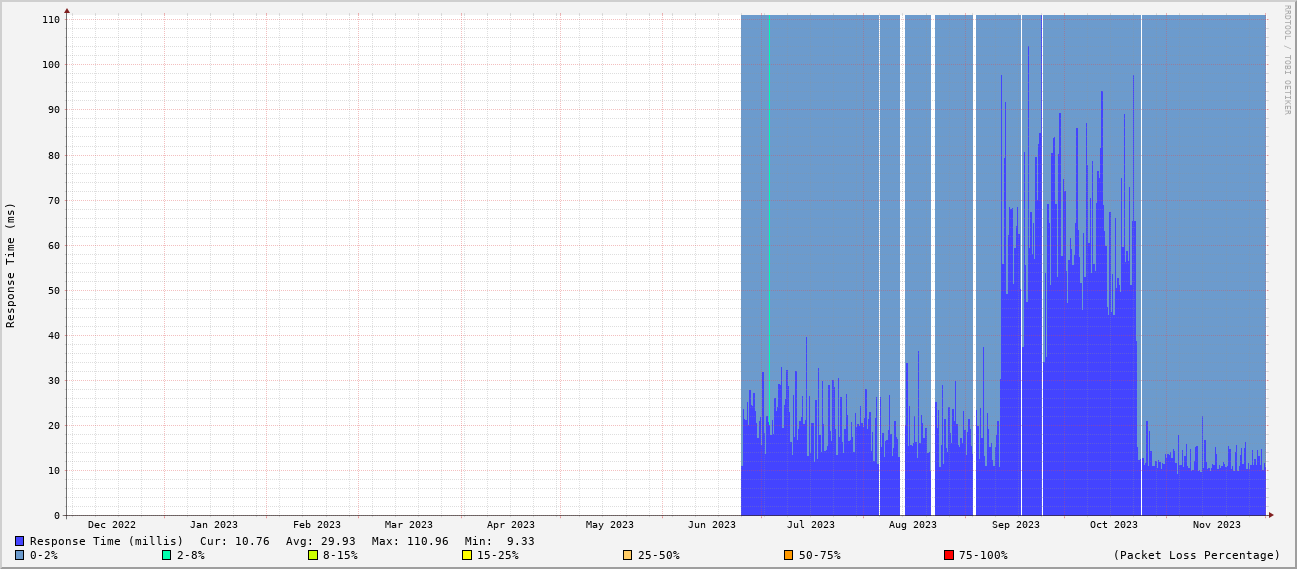 RRDTOOL / TOBI OETIKER
Response Time (ms)
110
100
90
80
70
60
50
40
30
20
10
0
Dec 2022 Jan 2023 Feb 2023 Mar 2023 Apr 2023 May 2023 Jun 2023 Jul 2023 Aug 2023 Sep 2023 Oct 2023 Nov 2023
Response Time (millis) Cur: 10.76 Avg: 29.93 Max: 110.96 Min: 9.33
0-2% 2-8% 8-15% 15-25% 25-50% 50-75% 75-100% (Packet Loss Percentage)